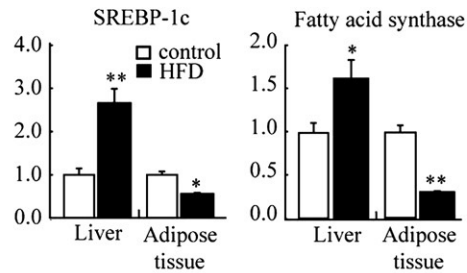 SREBP-1c
4.0
3.0
2.0
1.0
0.0
control
HFD
**
*
Liver
Adipose
tissue
Fatty acid synthase
2.0
1.5
1.0
0.5
0.0
*
**
Liver
Adipose
tissue